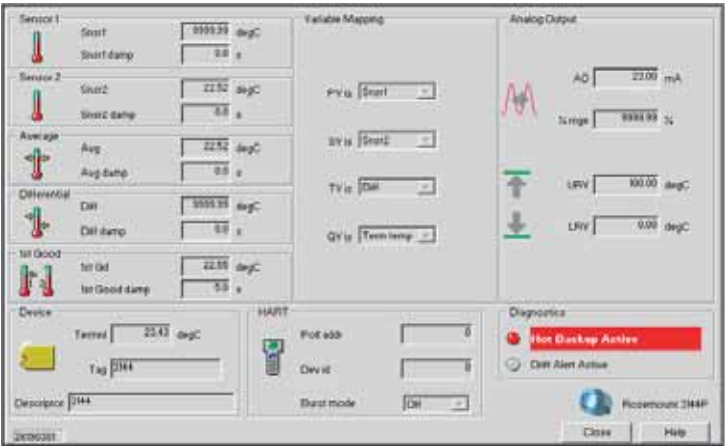 Sensor 1
Snsr1 9999.99 degC
Snsr1 damp 0.0 s
Sensor 2
Snsr2 22.52 degC
Snsr2 damp 0.0 s
Average
Avg 22.52 degC
Avg damp 0.0 s
Differential
Diff 9999.99 degC
Diff damp 0.0 s
1st Good
1st Gd degC
1st Good damp 5.0 s
Variable Mapping
PV is Snsr1
SV is Snsr2
TV is Diff
QV is Term temp
Analog Output
AO 23.00 mA
% rnge 9999.99 %
URV 100.00 degC
LRV 0.00 degC
Device
Termnl 23.43 degC
Tag 3144
Descriptor 3144
HART
Poll addr 0
Dev id 0
Burst mode Off
Diagnostics
Hot Backup Active
Drift Alert Active
Rosemount 3144P
Close Help